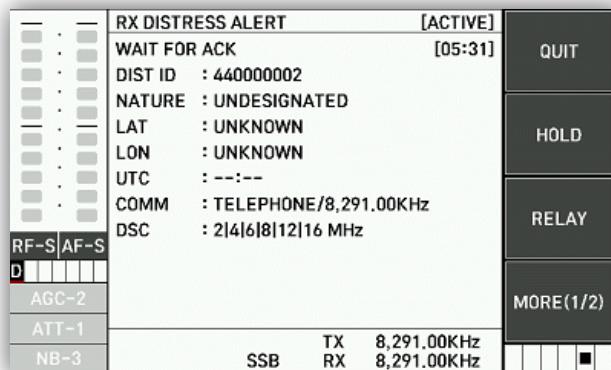 RX DISTRESS ALERT [ACTIVE]
WAIT FOR ACK [05:31]
DIST ID : 440000002
NATURE : UNDESIGNATED
LAT : UNKNOWN
LON : UNKNOWN
UTC : --:--
COMM : TELEPHONE/8,291.00KHz
DSC : 2|4|6|8|12|16 MHz
TX 8,291.00KHz
SSB RX 8,291.00KHz
RF-S AF-S
D
AGC-2
ATT-1
NB-3
QUIT
HOLD
RELAY
MORE(1/2)